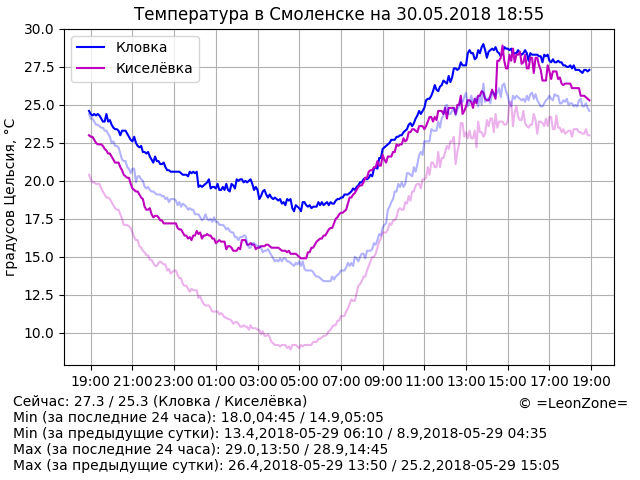 Температура в Смоленске на 30.05.2018 18:55
Кловка
Киселёвка
градусов Цельсия, °C
30.0
27.5
25.0
22.5
20.0
17.5
15.0
12.5
10.0
19:00 21:00 23:00 01:00 03:00 05:00 07:00 09:00 11:00 13:00 15:00 17:00 19:00
Сейчас: 27.3 / 25.3 (Кловка / Киселёвка)
© =LeonZone=
Min (за последние 24 часа): 18.0,04:45 / 14.9,05:05
Min (за предыдущие сутки): 13.4,2018-05-29 06:10 / 8.9,2018-05-29 04:35
Max (за последние 24 часа): 29.0,13:50 / 28.9,14:45
Max (за предыдущие сутки): 26.4,2018-05-29 13:50 / 25.2,2018-05-29 15:05